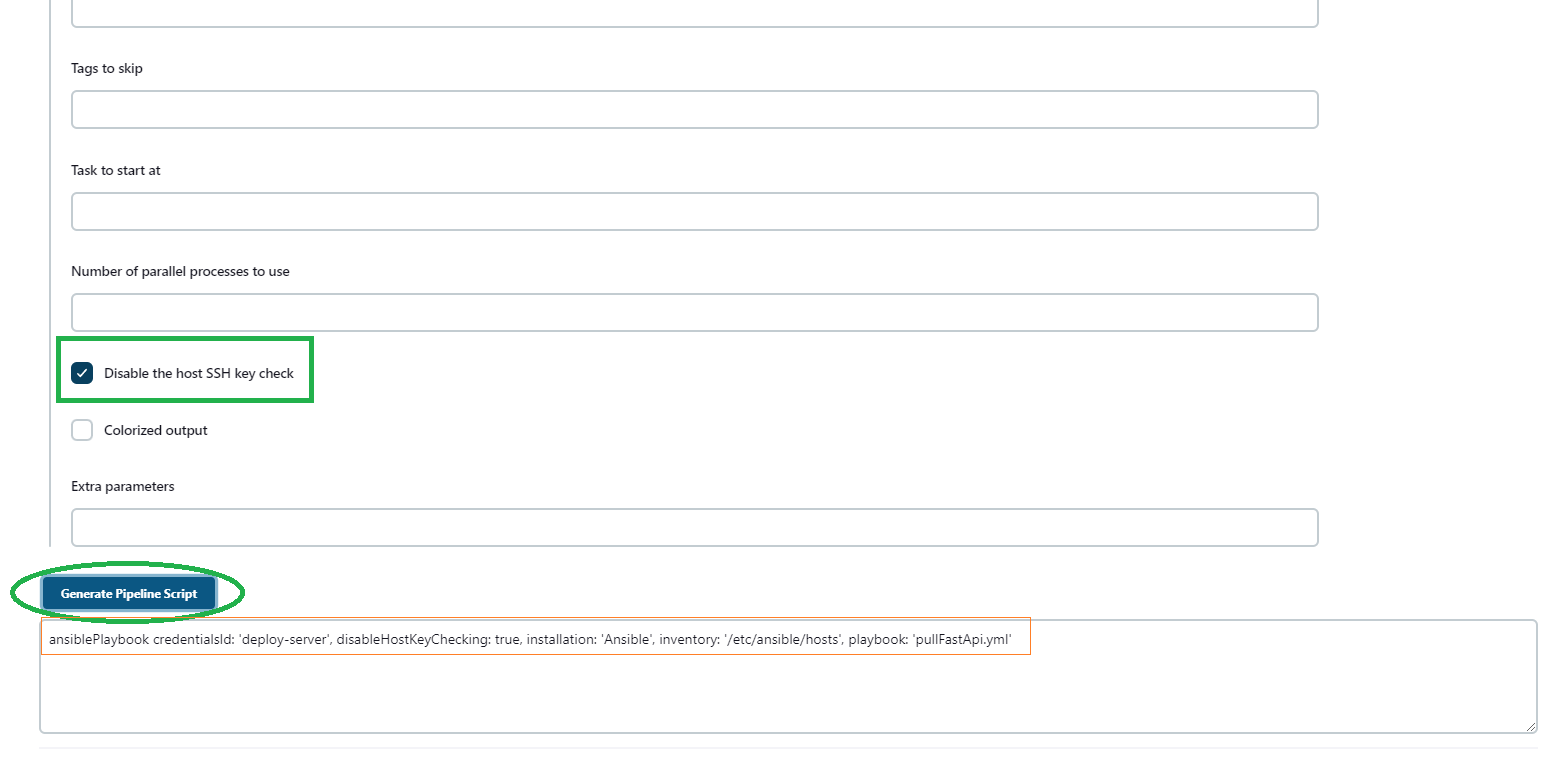 Tags to skip
Task to start at
Number of parallel processes to use
Disable the host SSH key check
Colorized output
Extra parameters
Generate Pipeline Script
ansiblePlaybook credentialsId: 'deploy-server', disableHostKeyChecking: true, installation: 'Ansible', inventory: '/etc/ansible/hosts', playbook: 'pullFastApi.yml'